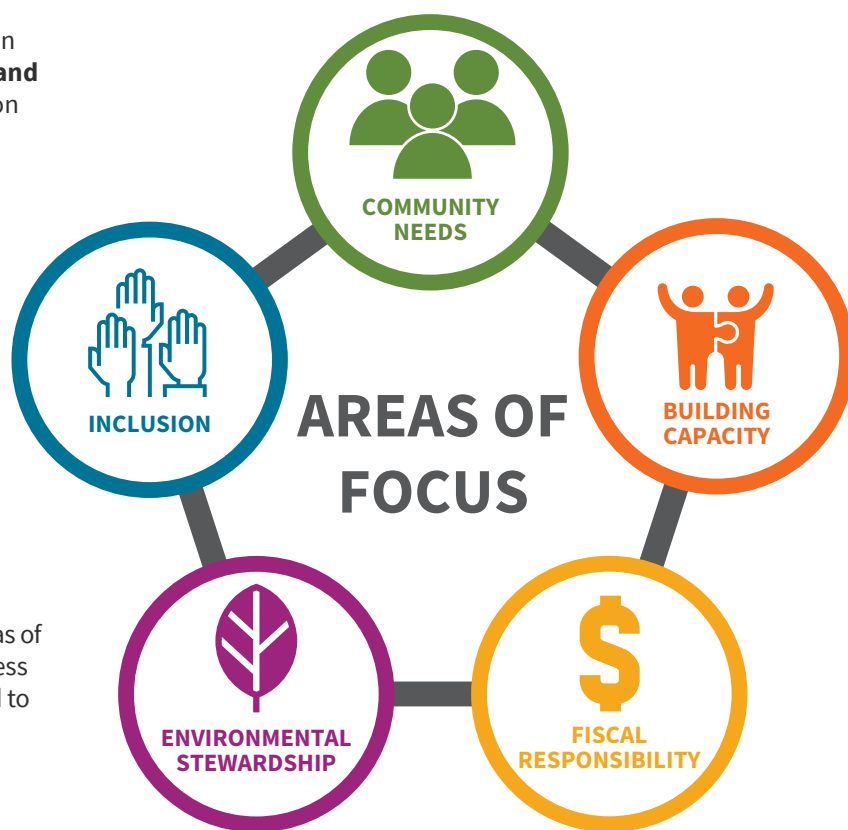 n
and
on
COMMUNITY
NEEDS
INCLUSION
BUILDING
CAPACITY
AREAS OF
FOCUS
as of
ess
l to
ENVIRONMENTAL
STEWARDSHIP
$
FISCAL
RESPONSIBILITY